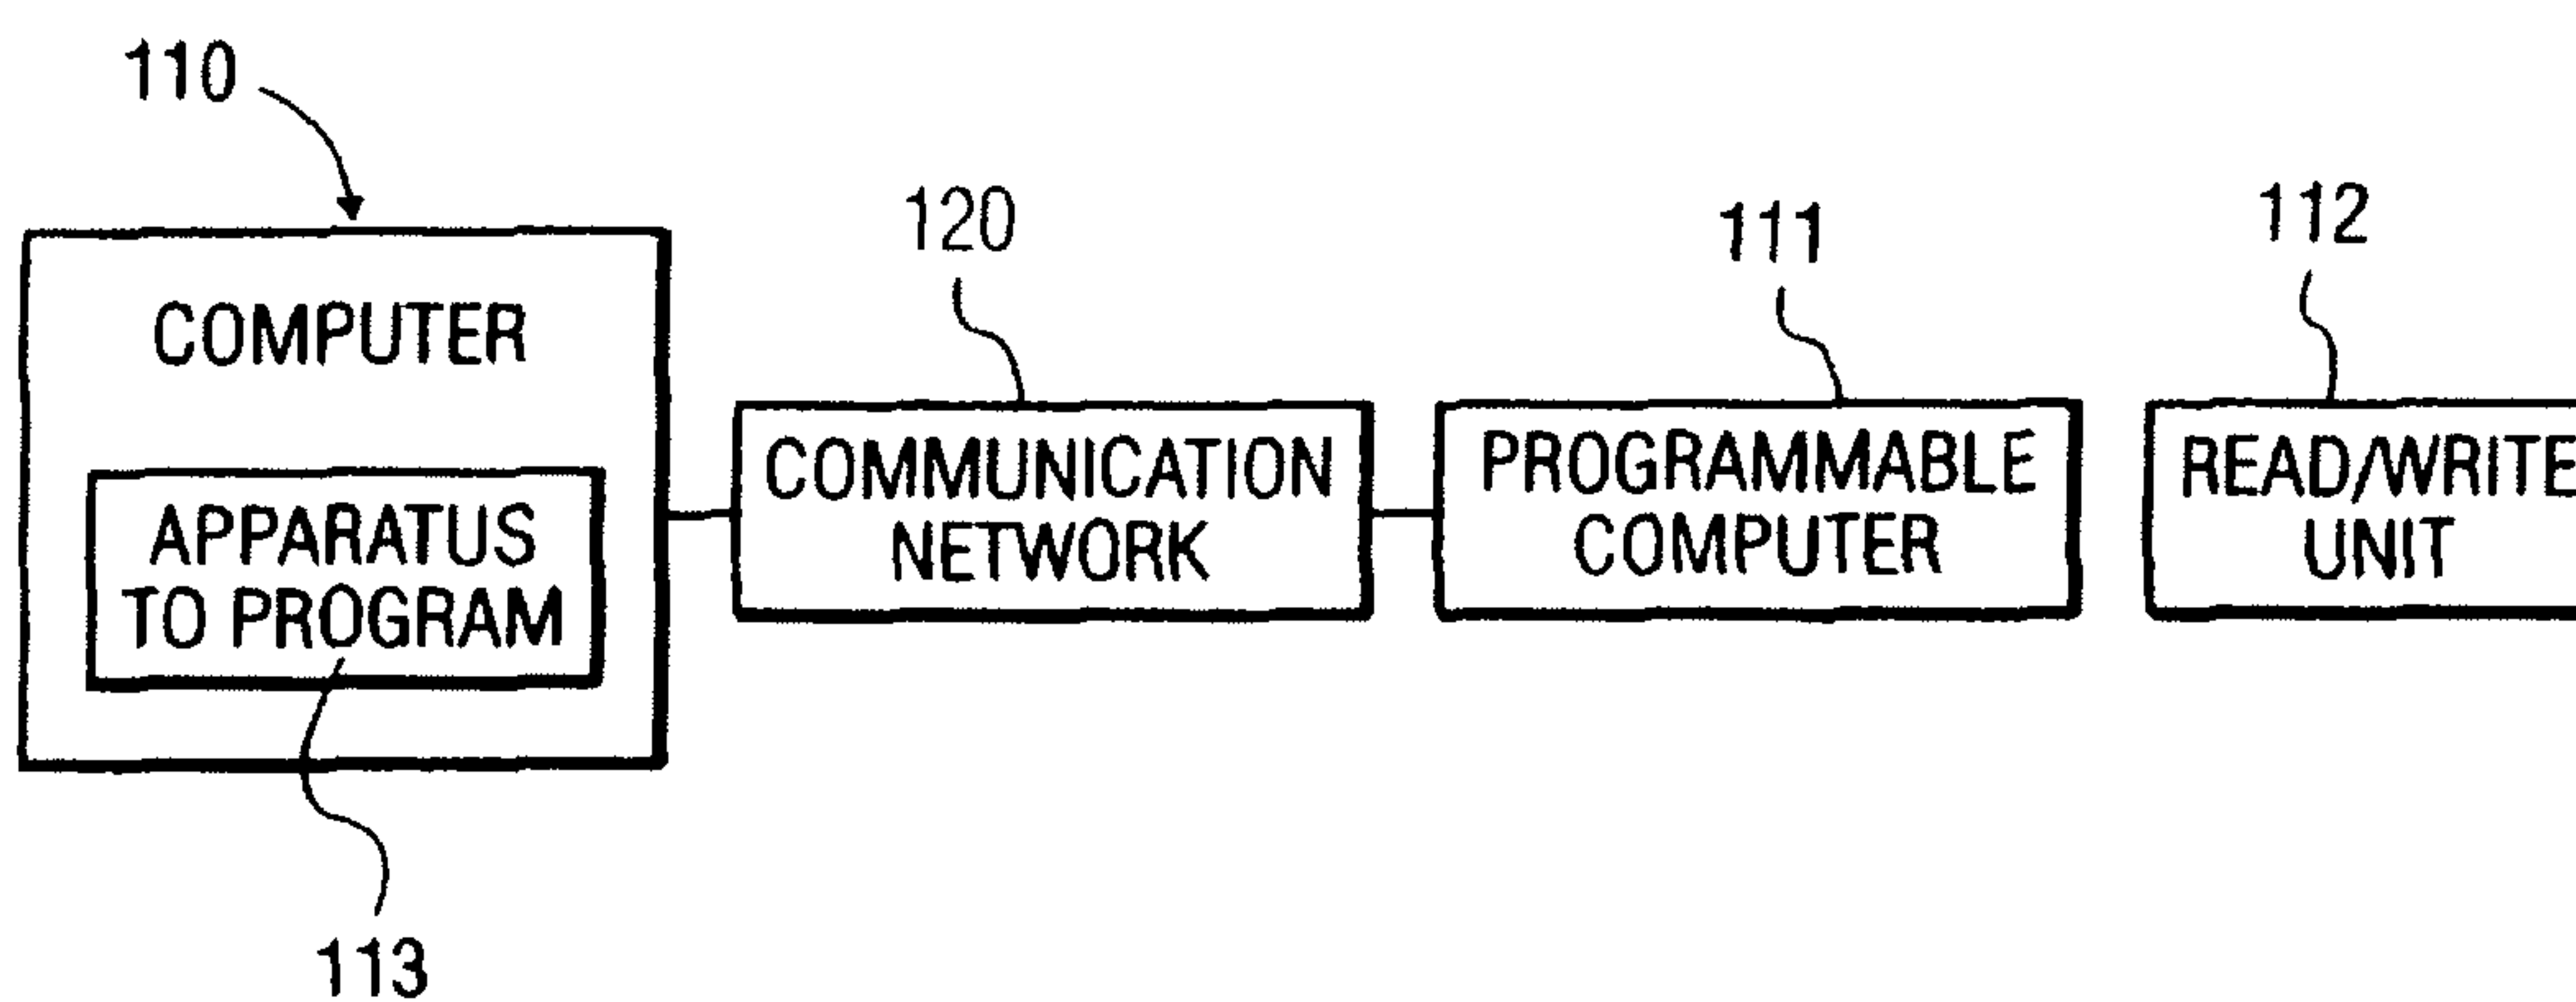 110
COMPUTER
APPARATUS
TO PROGRAM
113
120
COMMUNICATION
NETWORK
111
PROGRAMMABLE
COMPUTER
112
READ/WRITE
UNIT